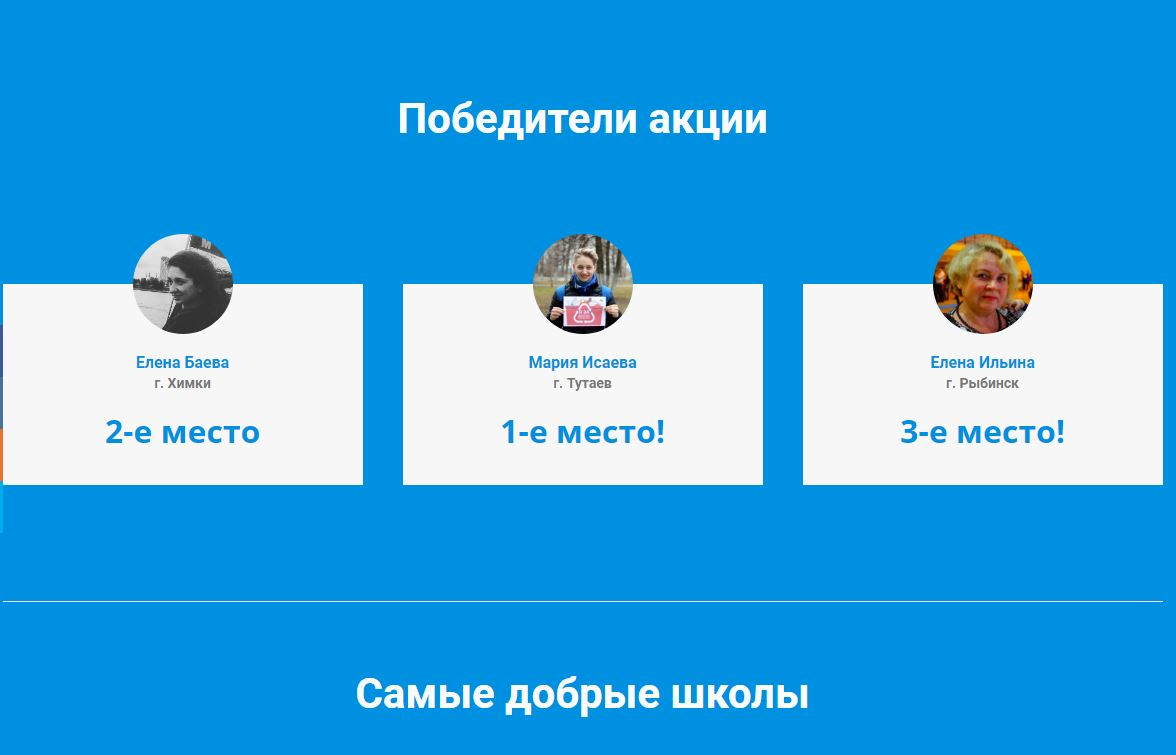 Победители акции
Елена Баева
г. Химки
2-е место
Мария Исаева
г. Тутаев
1-е место!
Елена Ильина
г. Рыбинск
3-е место!
Самые добрые школы